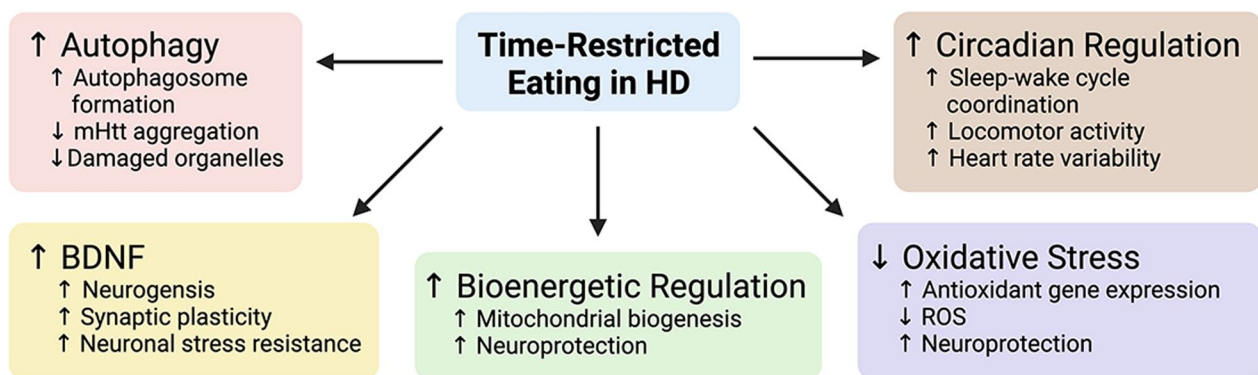 Time-Restricted
Eating in HD
↑ Autophagy
↑ Autophagosome
formation
↓ mHtt aggregation
↓ Damaged organelles
↑ Circadian Regulation
↑ Sleep-wake cycle
coordination
↑ Locomotor activity
↑ Heart rate variability
↑ BDNF
↑ Neurogensis
↑ Synaptic plasticity
↑ Neuronal stress resistance
↑ Bioenergetic Regulation
↑ Mitochondrial biogenesis
↑ Neuroprotection
↓ Oxidative Stress
↑ Antioxidant gene expression
↓ ROS
↑ Neuroprotection